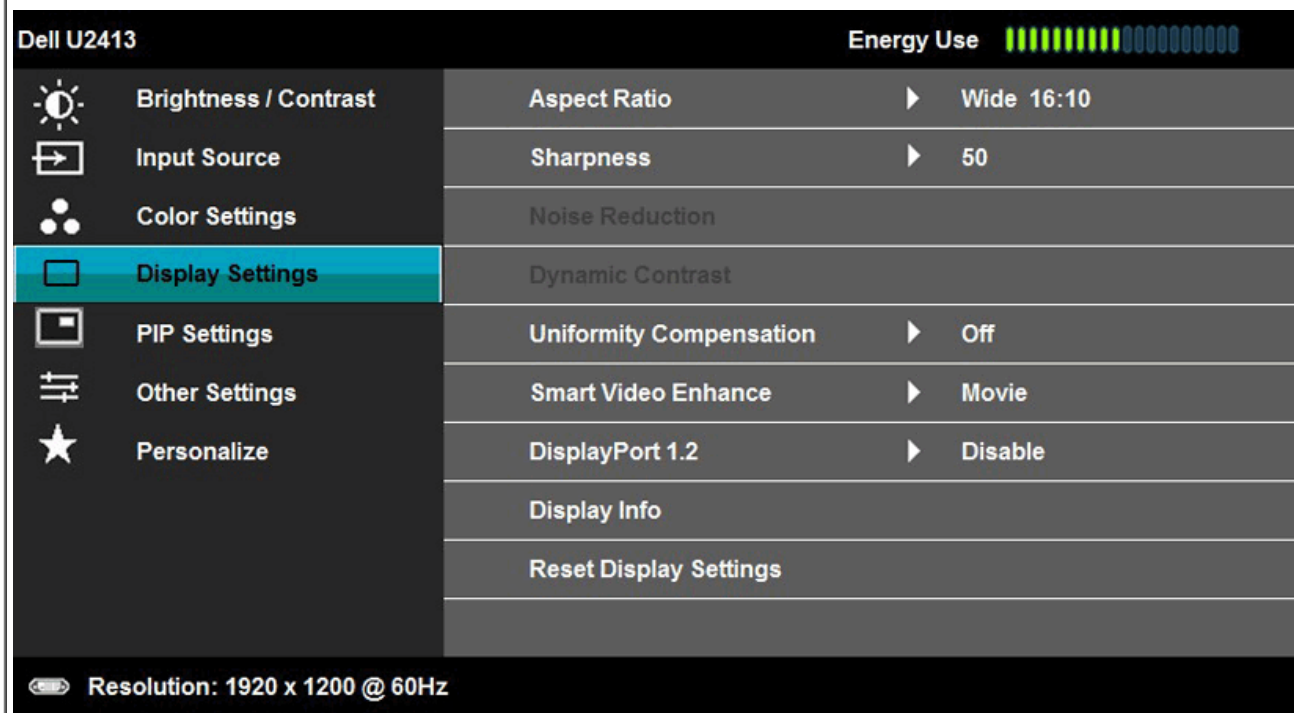 Dell U2413 Energy Use
Brightness / Contrast Aspect Ratio Wide 16:10
Input Source Sharpness 50
Color Settings Noise Reduction
Display Settings Dynamic Contrast
PIP Settings Uniformity Compensation Off
Other Settings Smart Video Enhance Movie
Personalize DisplayPort 1.2 Disable
Display Info
Reset Display Settings
Resolution: 1920 x 1200 @ 60Hz